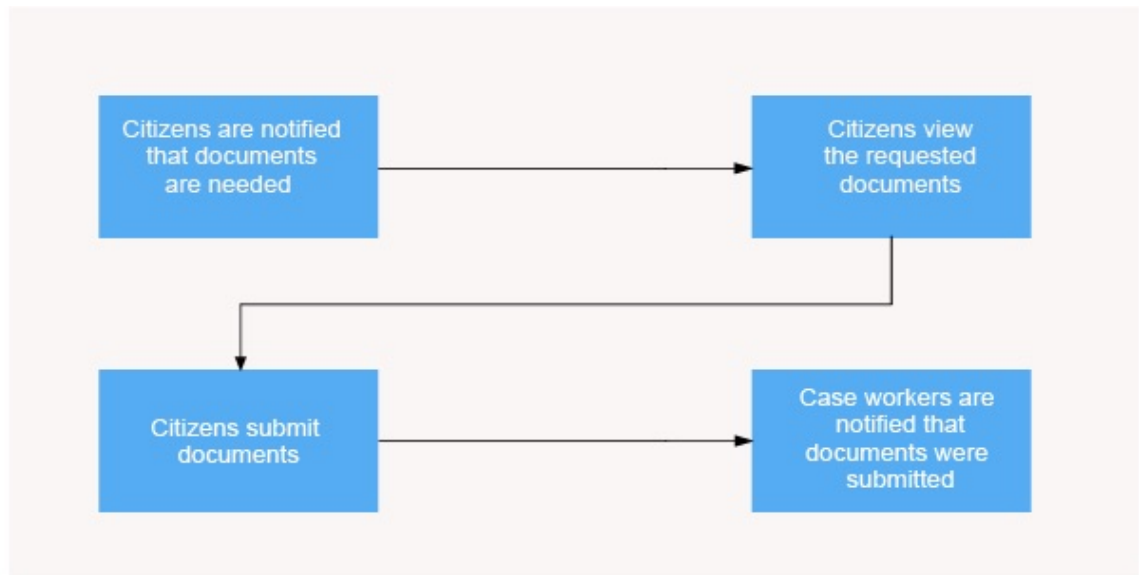 Citizens are notified
that documents
are needed
Citizens view
the requested
documents
Citizens submit
documents
Case workers are
notified that
documents were
submitted